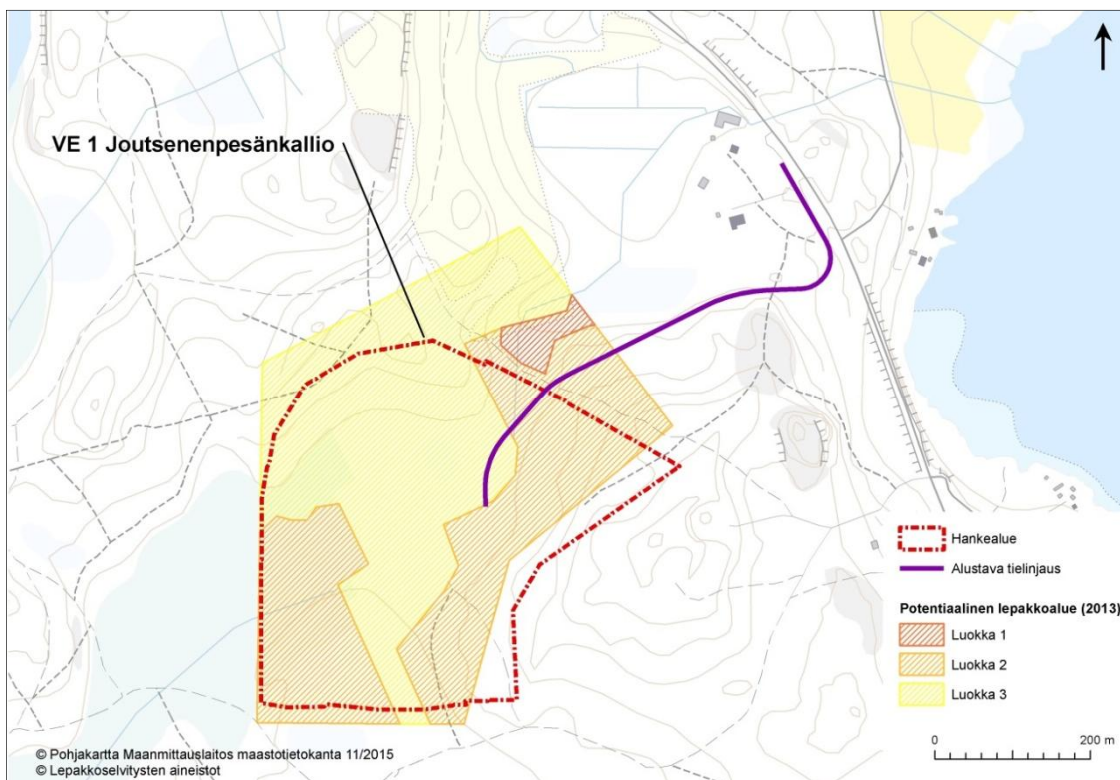 VE 1 Joutsenenpesänkallio
Hankealue
Alustava tielinjaus
Potentiaalinen lepakkoalue (2013)
Luokka 1
Luokka 2
Luokka 3
© Pohjakartta Maanmittauslaitos maastotietokanta 11/2015
© Lepakkoselvitysten aineistot
0 200 m